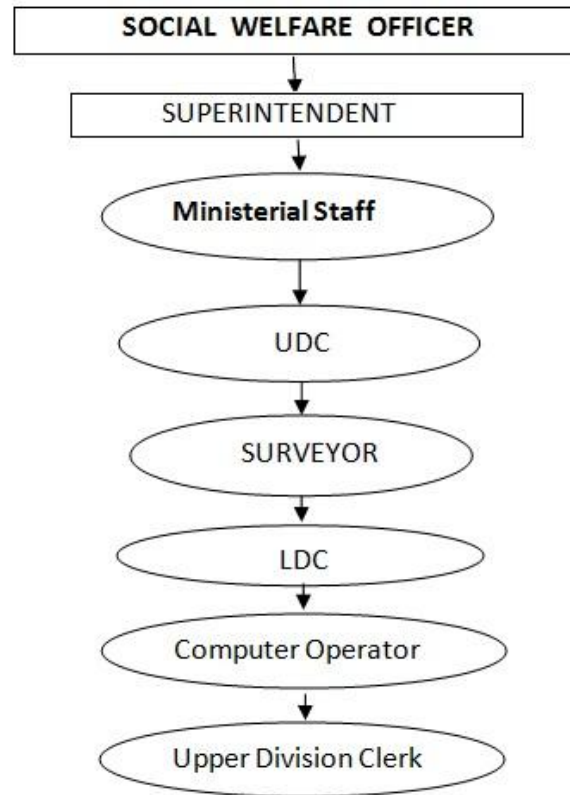 SOCIAL WELFARE OFFICER
SUPERINTENDENT
Ministerial Staff
UDC
SURVEYOR
LDC
Computer Operator
Upper Division Clerk